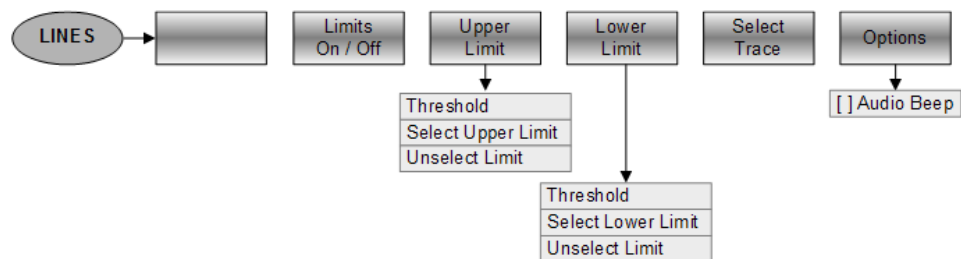 LINES
Limits
On / Off
Upper
Limit
Lower
Limit
Select
Trace
Options
Threshold
Select Upper Limit
Unselect Limit
Threshold
Select Lower Limit
Unselect Limit
[ ] Audio Beep